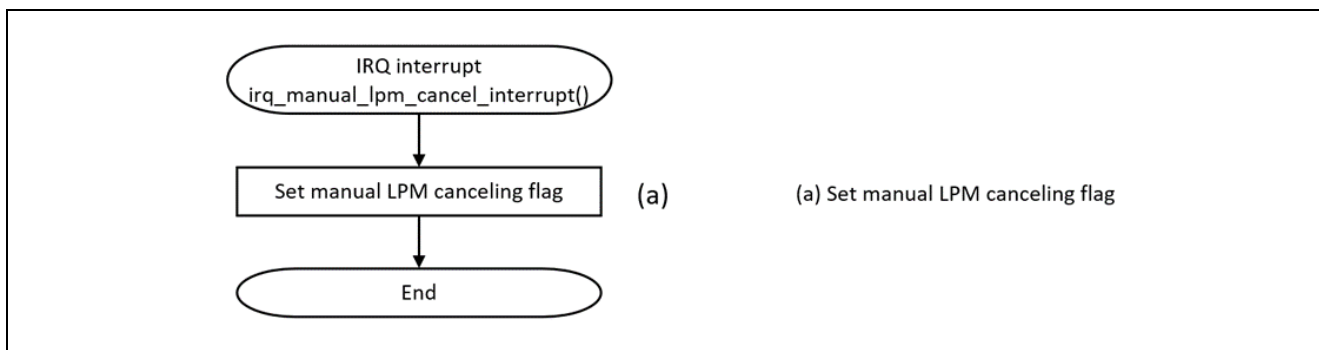 IRQ interrupt
irq_manual_lpm_cancel_interrupt()
Set manual LPM canceling flag
(a)
(a) Set manual LPM canceling flag
End